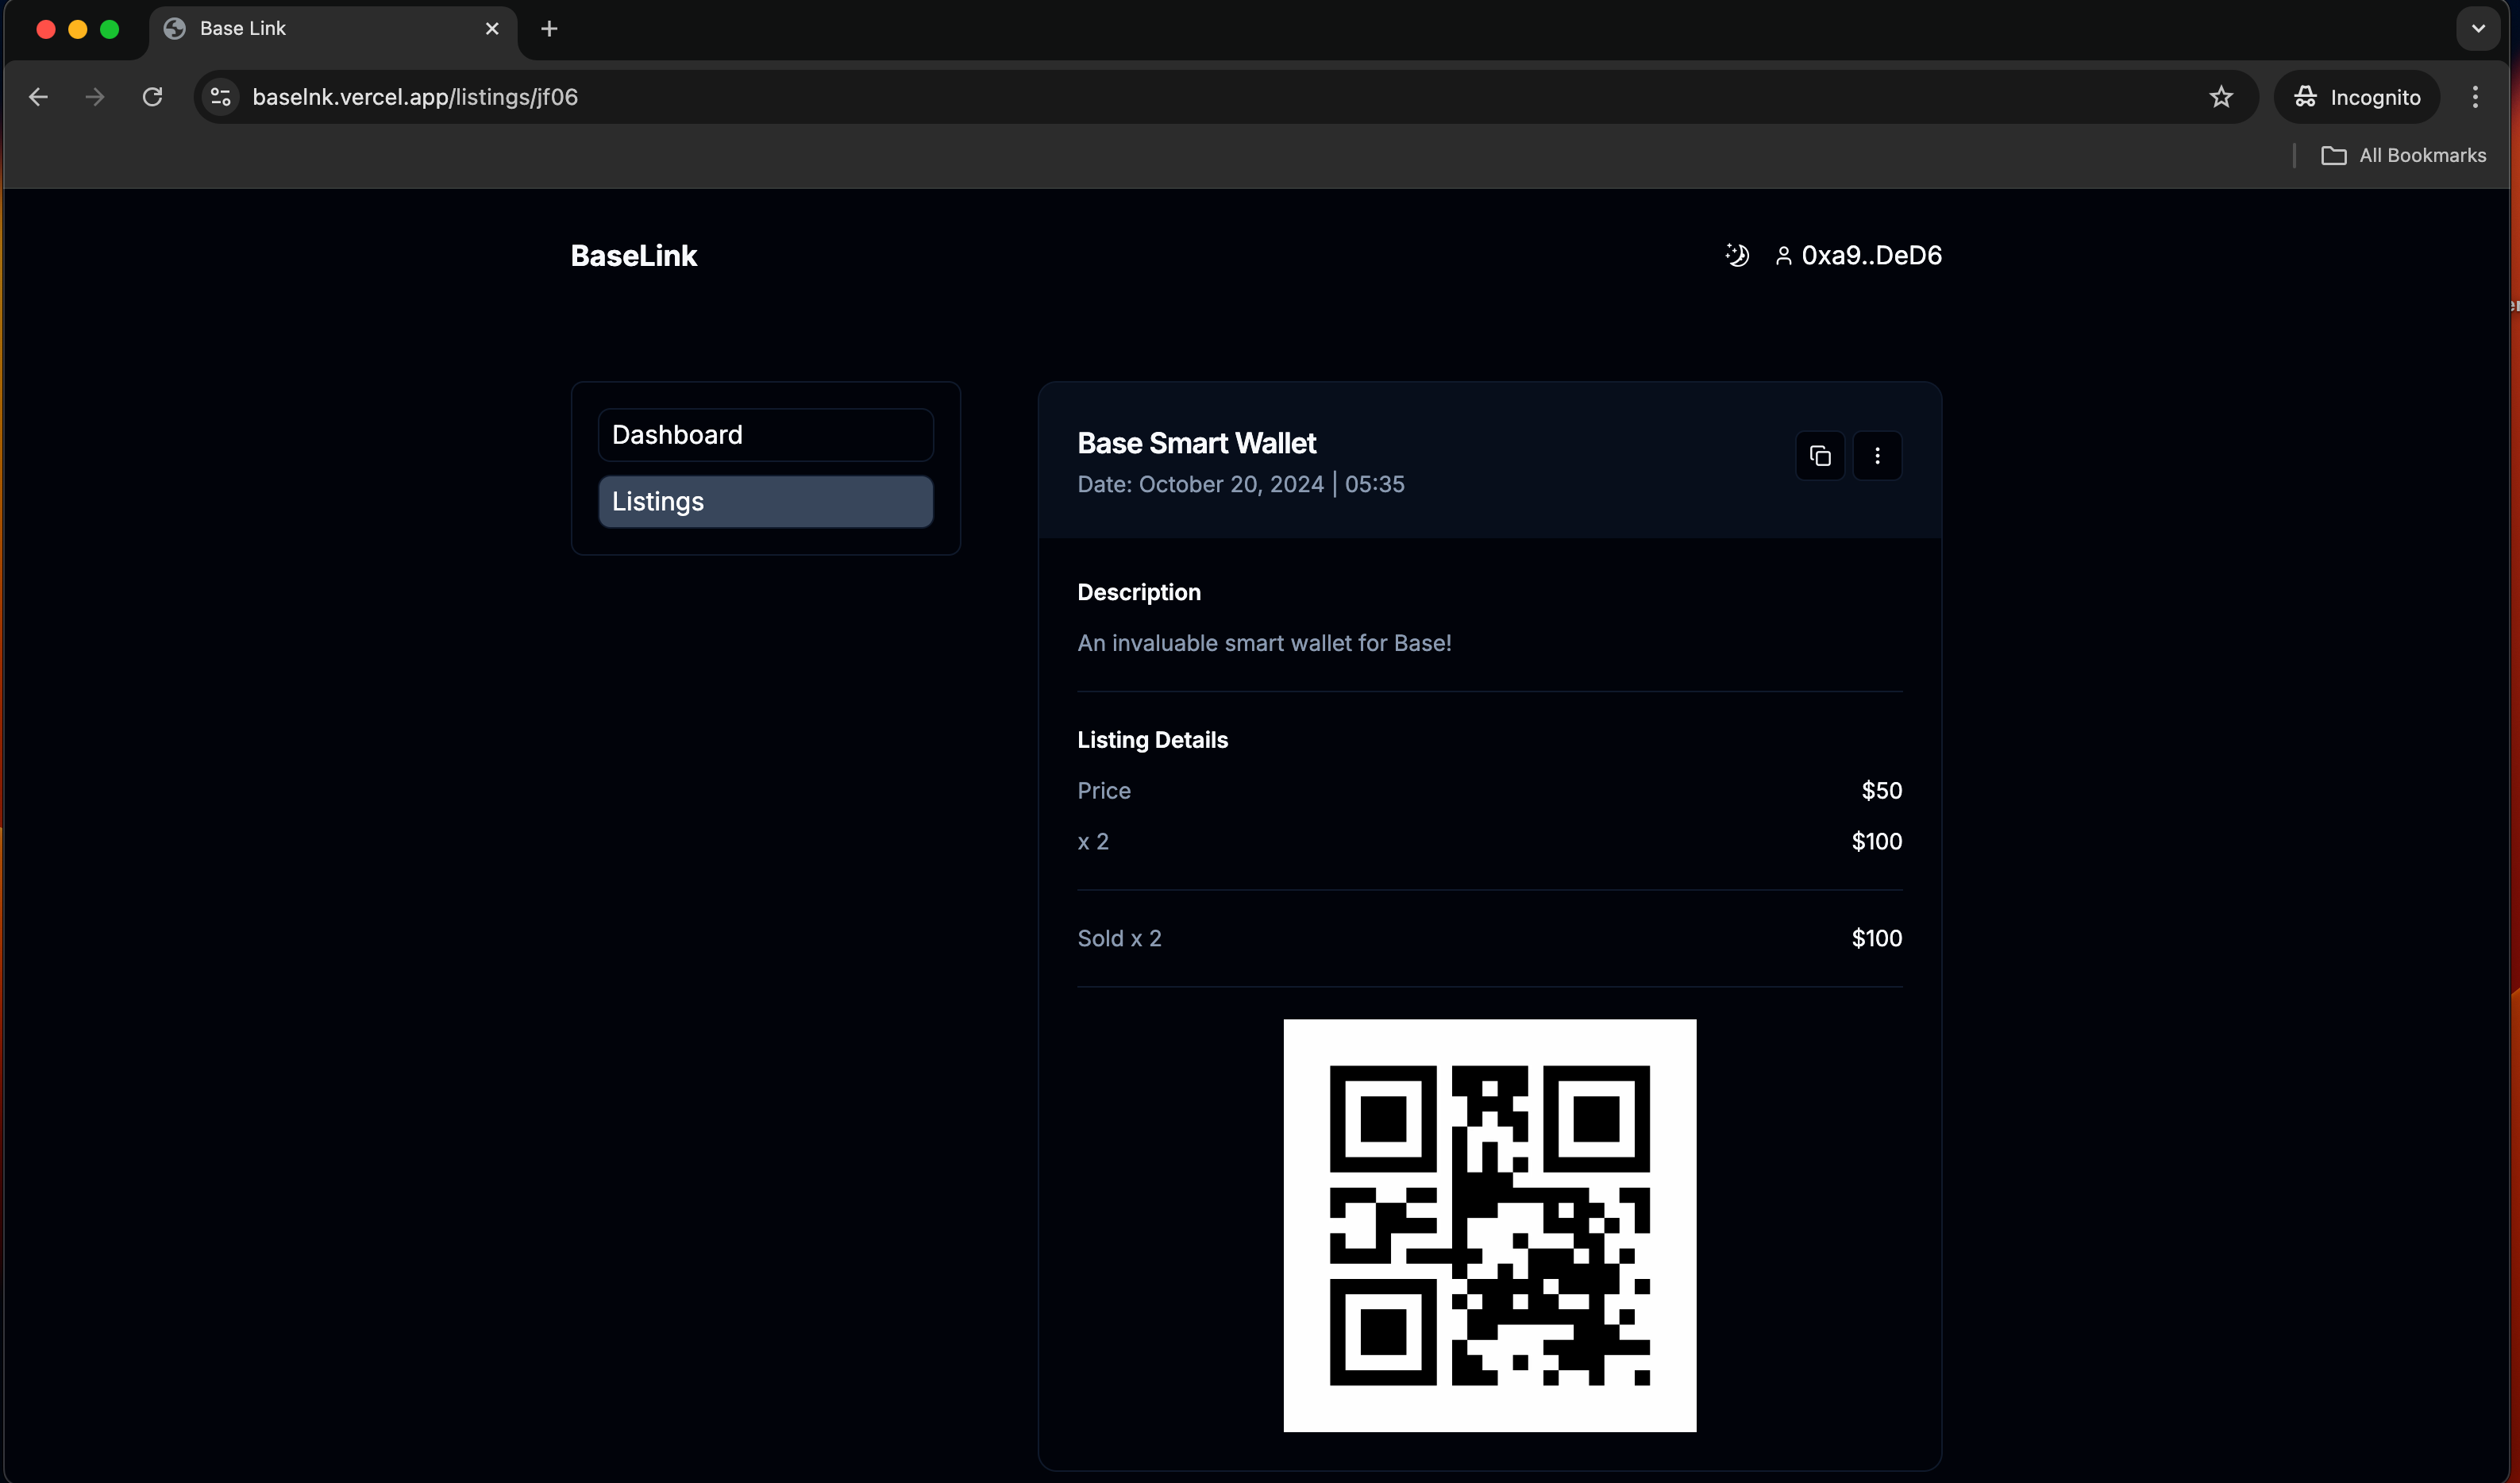 Base Link
baselnk.vercel.app/listings/jf06
Incognito
All Bookmarks
BaseLink
0xa9..DeD6
Dashboard
Listings
Base Smart Wallet
Date: October 20, 2024 | 05:35
Description
An invaluable smart wallet for Base!
Listing Details
Price $50
x 2 $100
Sold x 2 $100